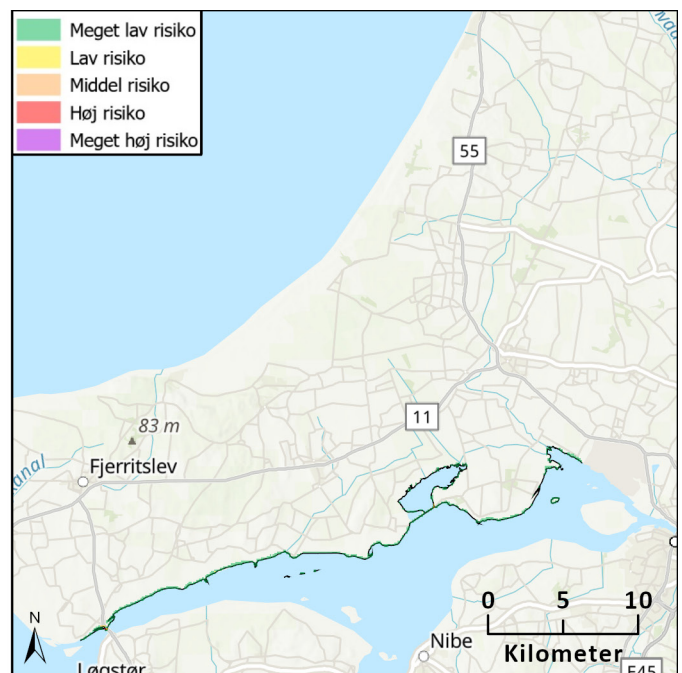 Meget lav risiko
Lav risiko
Middel risiko
Høj risiko
Meget høj risiko
55
11
83 m
Fjerritslev
N
0 5 10
Kilometer
Nibe
Løgstør
E45